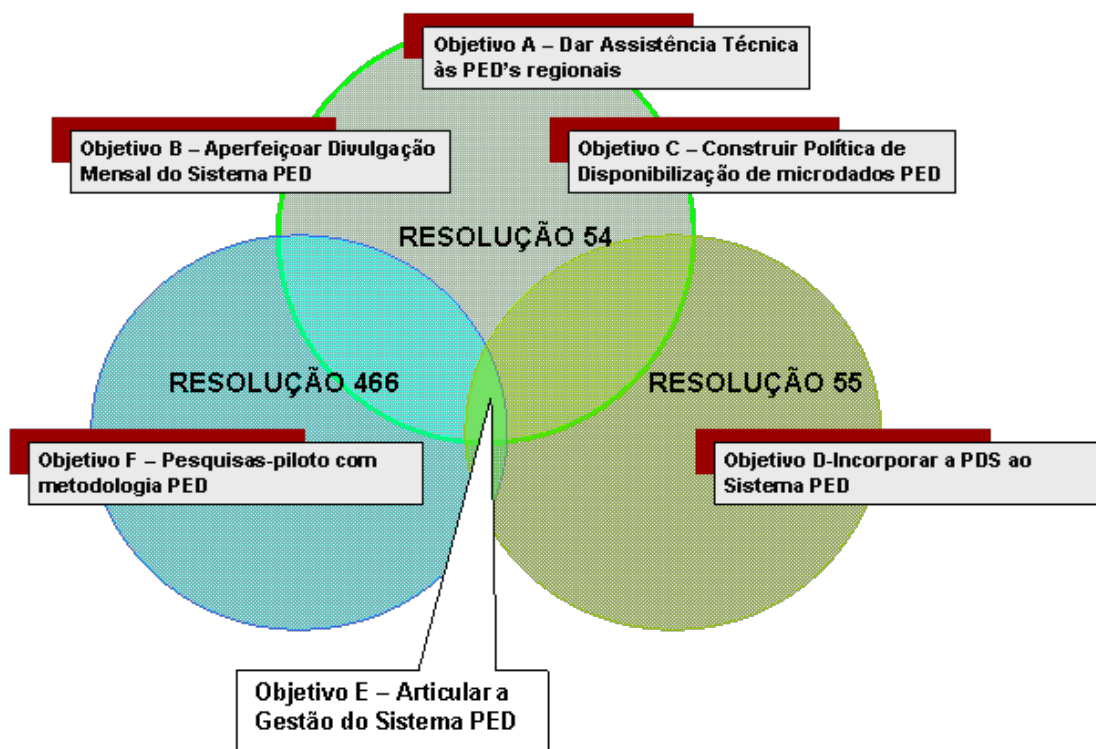 Objetivo A – Dar Assistência Técnica
às PED's regionais
Objetivo B – Aperfeiçoar Divulgação
Mensal do Sistema PED
Objetivo C – Construir Política de
Disponibilização de microdados PED
RESOLUÇÃO 54
RESOLUÇÃO 466
RESOLUÇÃO 55
Objetivo F – Pesquisas-piloto com
metodologia PED
Objetivo D-Incorporar a PDS ao
Sistema PED
Objetivo E – Articular a
Gestão do Sistema PED